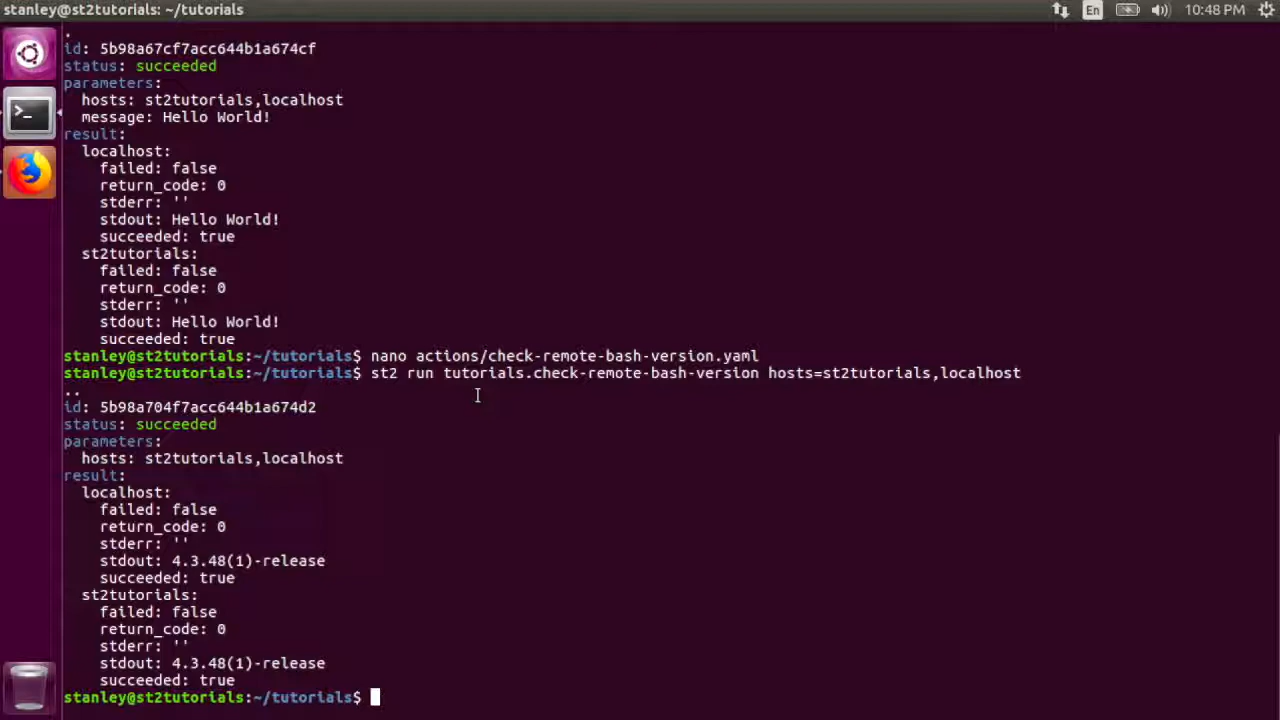 stanley@st2tutorials: ~/tutorials
En
10:48 PM
.
id: 5b98a67cf7acc644b1a674cf
status: succeeded
parameters:
  hosts: st2tutorials,localhost
  message: Hello World!
result:
  localhost:
    failed: false
    return_code: 0
    stderr: ''
    stdout: Hello World!
    succeeded: true
  st2tutorials:
    failed: false
    return_code: 0
    stderr: ''
    stdout: Hello World!
    succeeded: true
stanley@st2tutorials:~/tutorials$ nano actions/check-remote-bash-version.yaml
stanley@st2tutorials:~/tutorials$ st2 run tutorials.check-remote-bash-version hosts=st2tutorials,localhost
..
id: 5b98a704f7acc644b1a674d2
status: succeeded
parameters:
  hosts: st2tutorials,localhost
result:
  localhost:
    failed: false
    return_code: 0
    stderr: ''
    stdout: 4.3.48(1)-release
    succeeded: true
  st2tutorials:
    failed: false
    return_code: 0
    stderr: ''
    stdout: 4.3.48(1)-release
    succeeded: true
stanley@st2tutorials:~/tutorials$